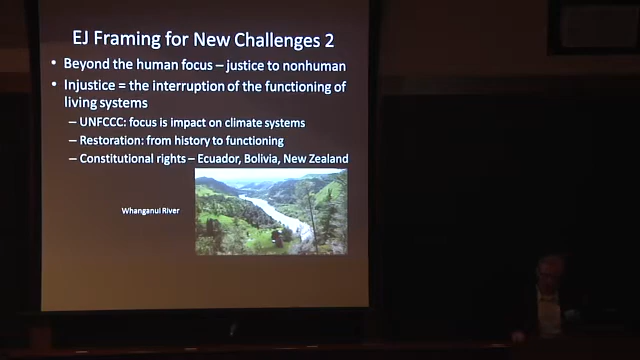 EJ Framing for New Challenges 2
• Beyond the human focus – justice to nonhuman
• Injustice = the interruption of the functioning of
living systems
– UNFCCC: focus is impact on climate systems
– Restoration: from history to functioning
– Constitutional rights – Ecuador, Bolivia, New Zealand
Whanganui River